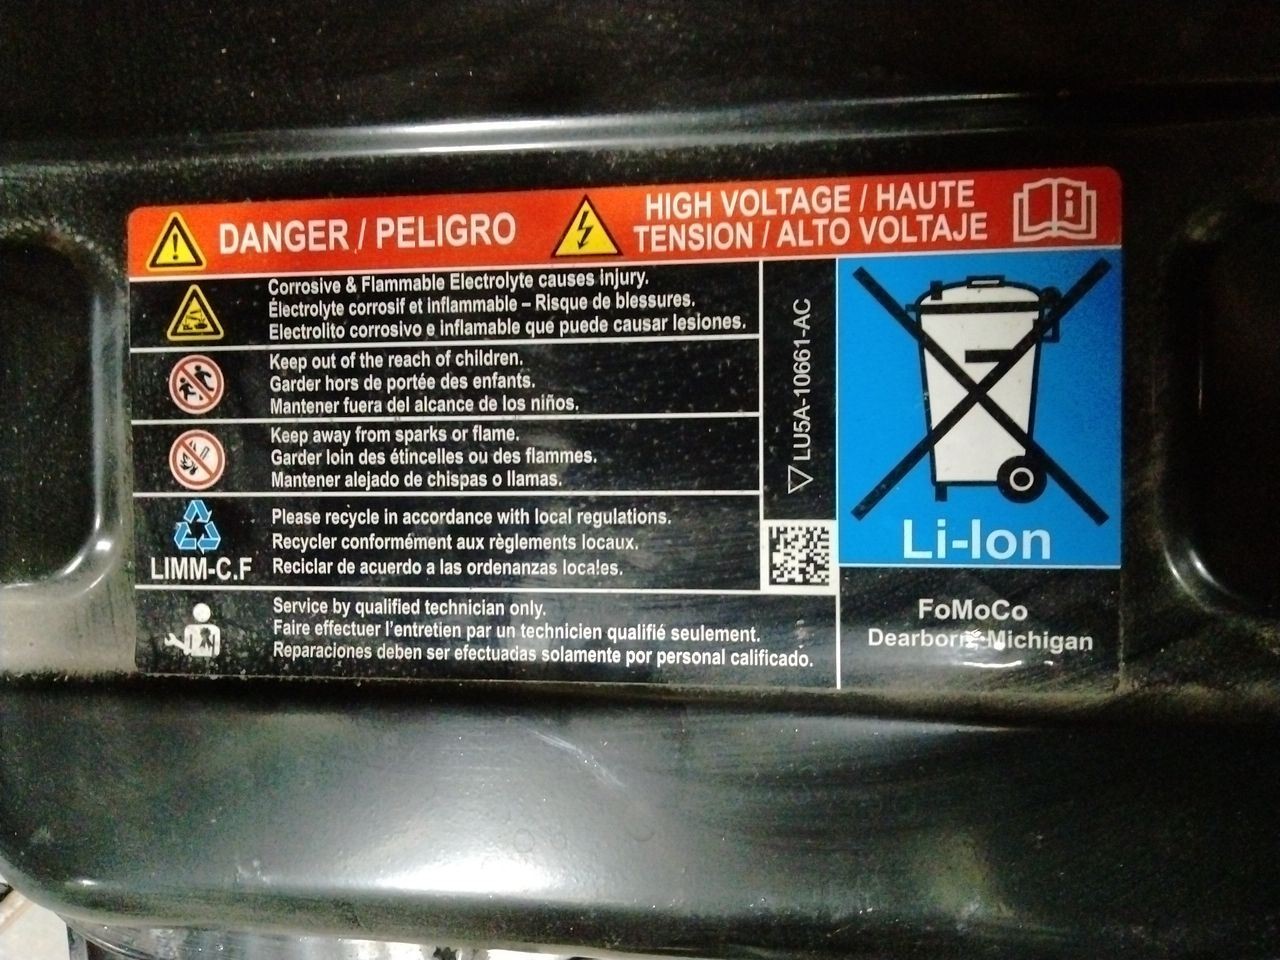 DANGER / PELIGRO
HIGH VOLTAGE / HAUTE
TENSION / ALTO VOLTAJE
Corrosive & Flammable Electrolyte causes injury.
Électrolyte corrosif et inflammable – Risque de blessures.
Electrolito corrosivo e inflamable que puede causar lesiones.
Keep out of the reach of children.
Garder hors de portée des enfants.
Mantener fuera del alcance de los niños.
Keep away from sparks or flame.
Garder loin des étincelles ou des flammes.
Mantener alejado de chispas o llamas.
Please recycle in accordance with local regulations.
Recycler conformément aux règlements locaux.
Reciclar de acuerdo a las ordenanzas locales.
LIMM-C.F
Service by qualified technician only.
Faire effectuer l'entretien par un technicien qualifié seulement.
Reparaciones deben ser efectuadas solamente por personal calificado.
LU5A-10661-AC
Li-Ion
FoMoCo
Dearborn, Michigan